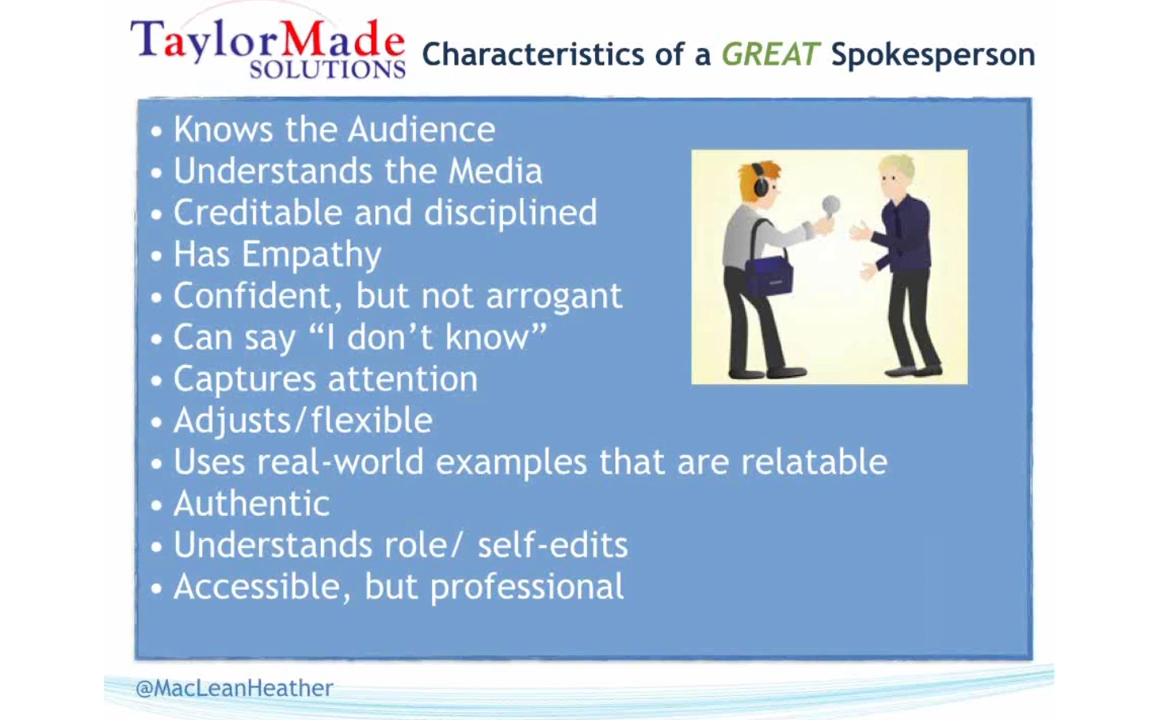 TaylorMade
SOLUTIONS
Characteristics of a GREAT Spokesperson
• Knows the Audience
• Understands the Media
• Creditable and disciplined
• Has Empathy
• Confident, but not arrogant
• Can say “I don’t know”
• Captures attention
• Adjusts/flexible
• Uses real-world examples that are relatable
• Authentic
• Understands role/ self-edits
• Accessible, but professional
@MacLeanHeather